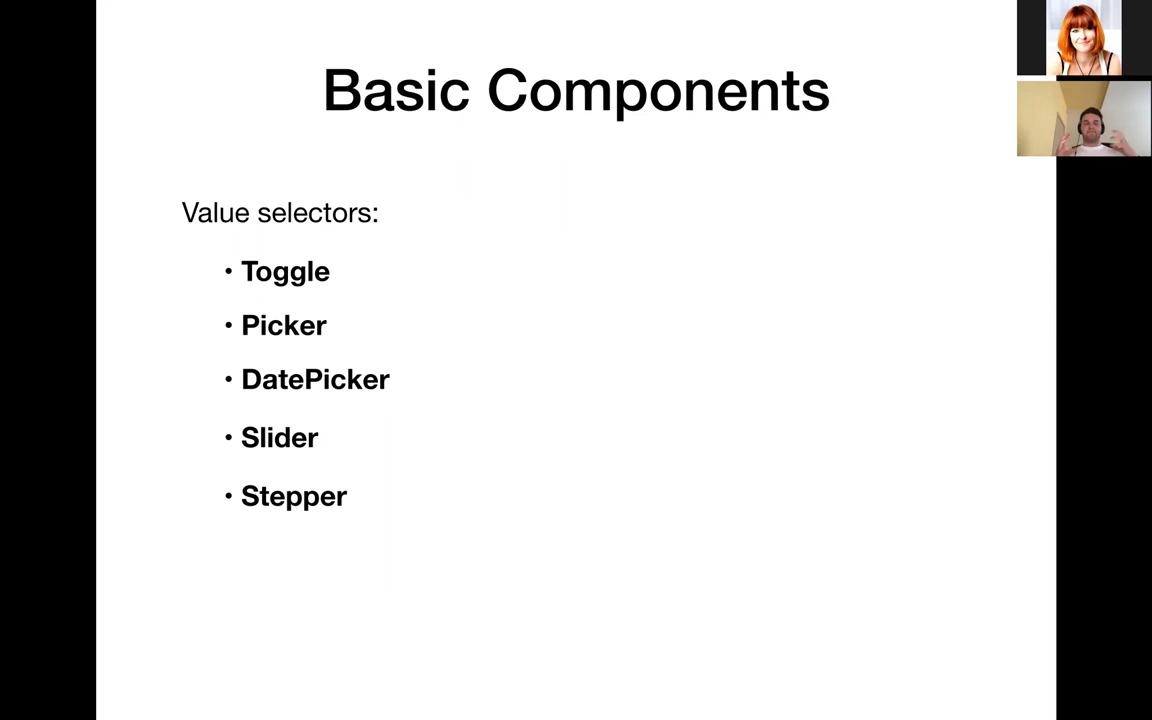 Basic Components
Value selectors:
• Toggle
• Picker
• DatePicker
• Slider
• Stepper